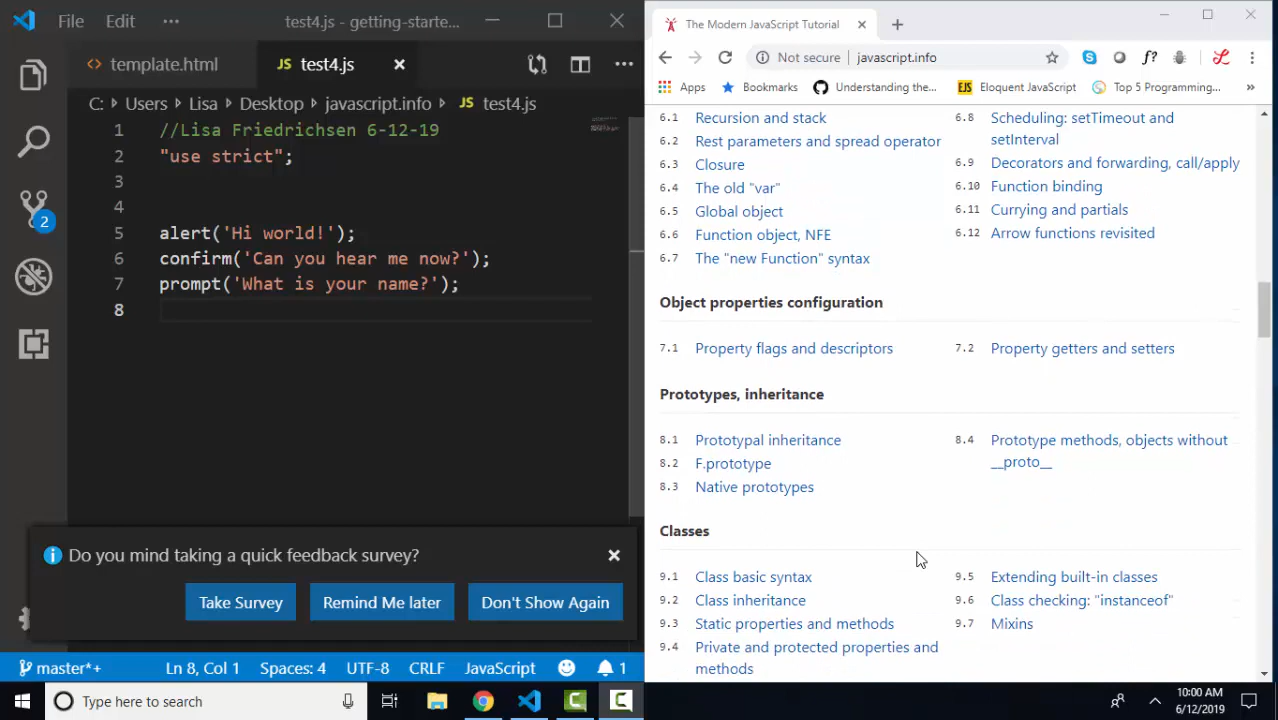 File Edit ··· test4.js - getting-starte...
template.html
JS test4.js
C: Users Lisa Desktop javascript.info JS test4.js
1 //Lisa Friedrichsen 6-12-19
2 "use strict";
3
4
5 alert('Hi world!');
6 confirm('Can you hear me now?');
7 prompt('What is your name?');
8
2
Do you mind taking a quick feedback survey?
Take Survey
Remind Me later
Don't Show Again
master*+ Ln 8, Col 1 Spaces: 4 UTF-8 CRLF JavaScript 1
The Modern JavaScript Tutorial
Not secure javascript.info
f?
Apps Bookmarks Understanding the... EJS Eloquent JavaScript Top 5 Programming... »
6.1 Recursion and stack
6.2 Rest parameters and spread operator
6.3 Closure
6.4 The old "var"
6.5 Global object
6.6 Function object, NFE
6.7 The "new Function" syntax
6.8 Scheduling: setTimeout and
setInterval
6.9 Decorators and forwarding, call/apply
6.10 Function binding
6.11 Currying and partials
6.12 Arrow functions revisited
Object properties configuration
7.1 Property flags and descriptors
7.2 Property getters and setters
Prototypes, inheritance
8.1 Prototypal inheritance
8.2 F.prototype
8.3 Native prototypes
8.4 Prototype methods, objects without
__proto__
Classes
9.1 Class basic syntax
9.2 Class inheritance
9.3 Static properties and methods
9.4 Private and protected properties and
methods
9.5 Extending built-in classes
9.6 Class checking: "instanceof"
9.7 Mixins
Type here to search
10:00 AM
6/12/2019